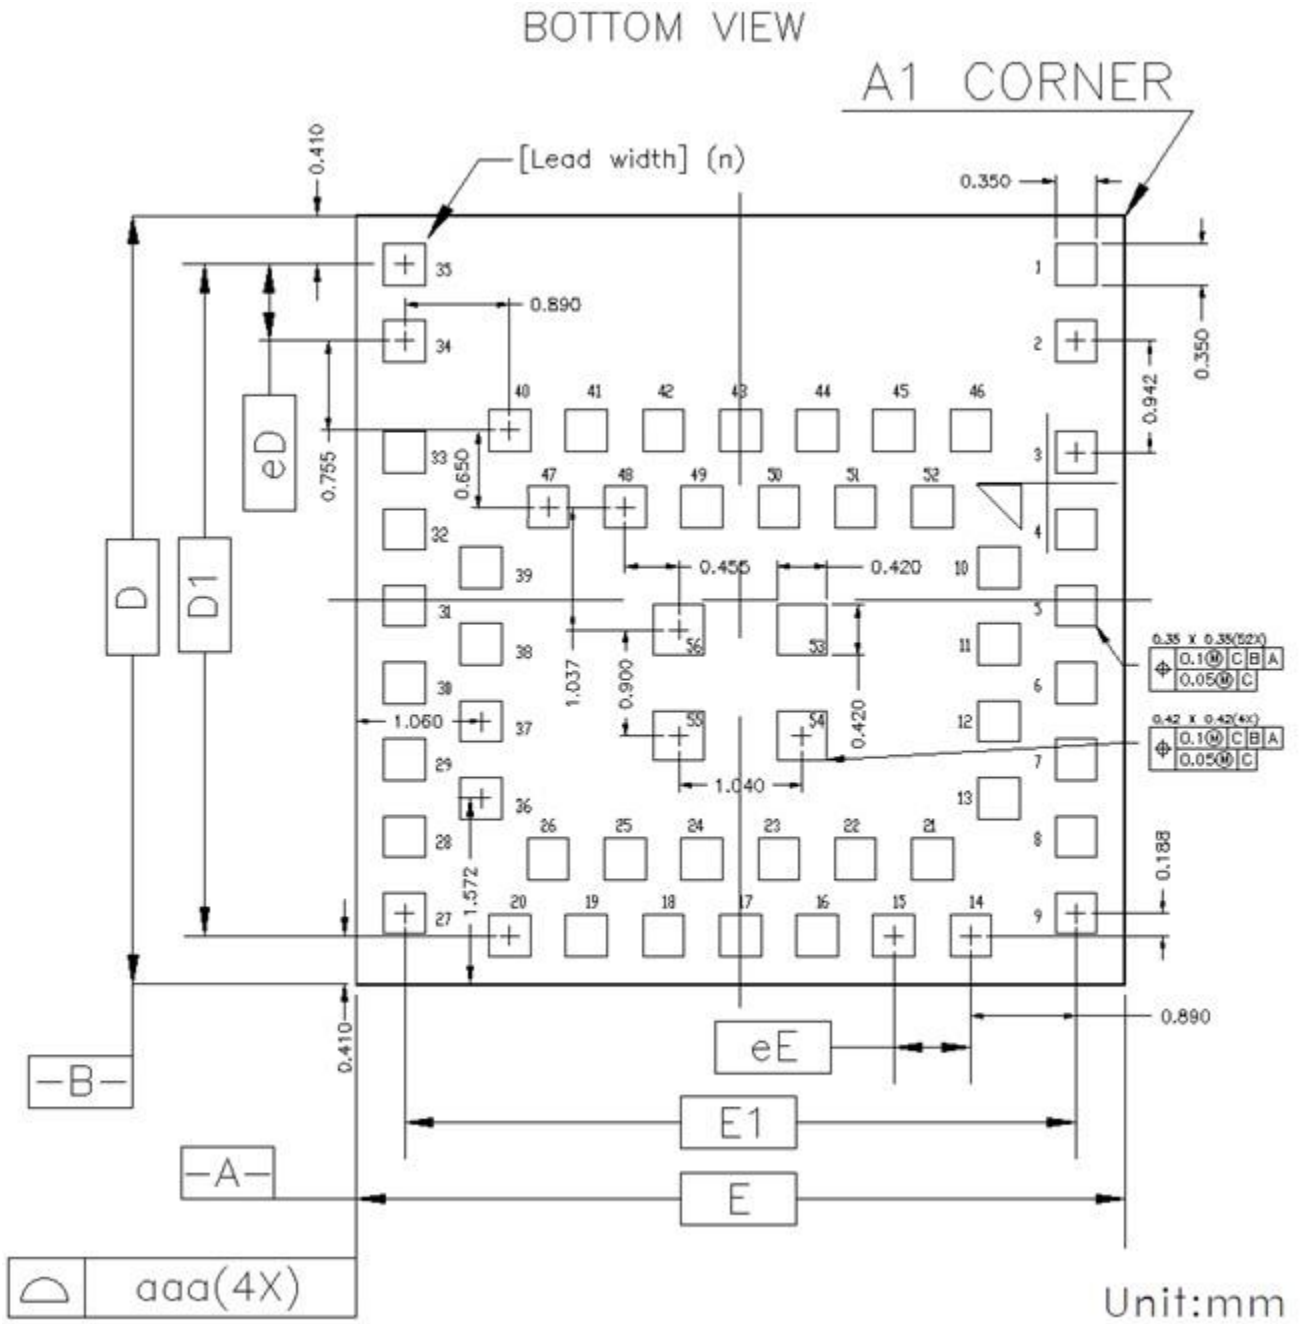 BOTTOM VIEW
A1 CORNER
0.410
[Lead width] (n)
0.350
35
1
0.890
34
2
0.350
0.942
40 41 42 43 44 45 46
eD
0.755
33
0.650
3
47 48 49 50 51 52
32
4
39
0.455
0.420
10
D
D1
31
5
56
53
0.35 X 0.35(52X)
38
11
0.1Ⓜ C B A
0.05Ⓜ C
30
1.037
0.900
0.420
6
1.060
37
55
54
12
0.42 X 0.42(4X)
0.1Ⓜ C B A
0.05Ⓜ C
29
7
1.040
36
13
26 25 24 23 22 21
28
8
0.188
1.572
20 19 18 17 16 15 14
27
9
0.410
0.890
eE
-B-
E1
-A-
E
aaa(4X)
Unit:mm